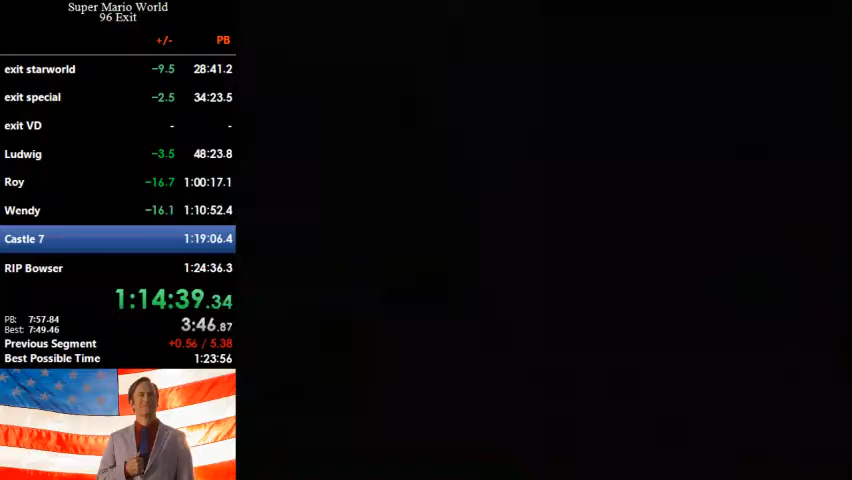 Super Mario World
96 Exit
+/- PB
exit starworld −9.5 28:41.2
exit special −2.5 34:23.5
exit VD - -
Ludwig −3.5 48:23.8
Roy −16.7 1:00:17.1
Wendy −16.1 1:10:52.4
Castle 7 1:19:06.4
RIP Bowser 1:24:36.3
1:14:39.34
PB: 7:57.84
Best: 7:49.46
3:46.87
Previous Segment +0.56 / 5.38
Best Possible Time 1:23:56